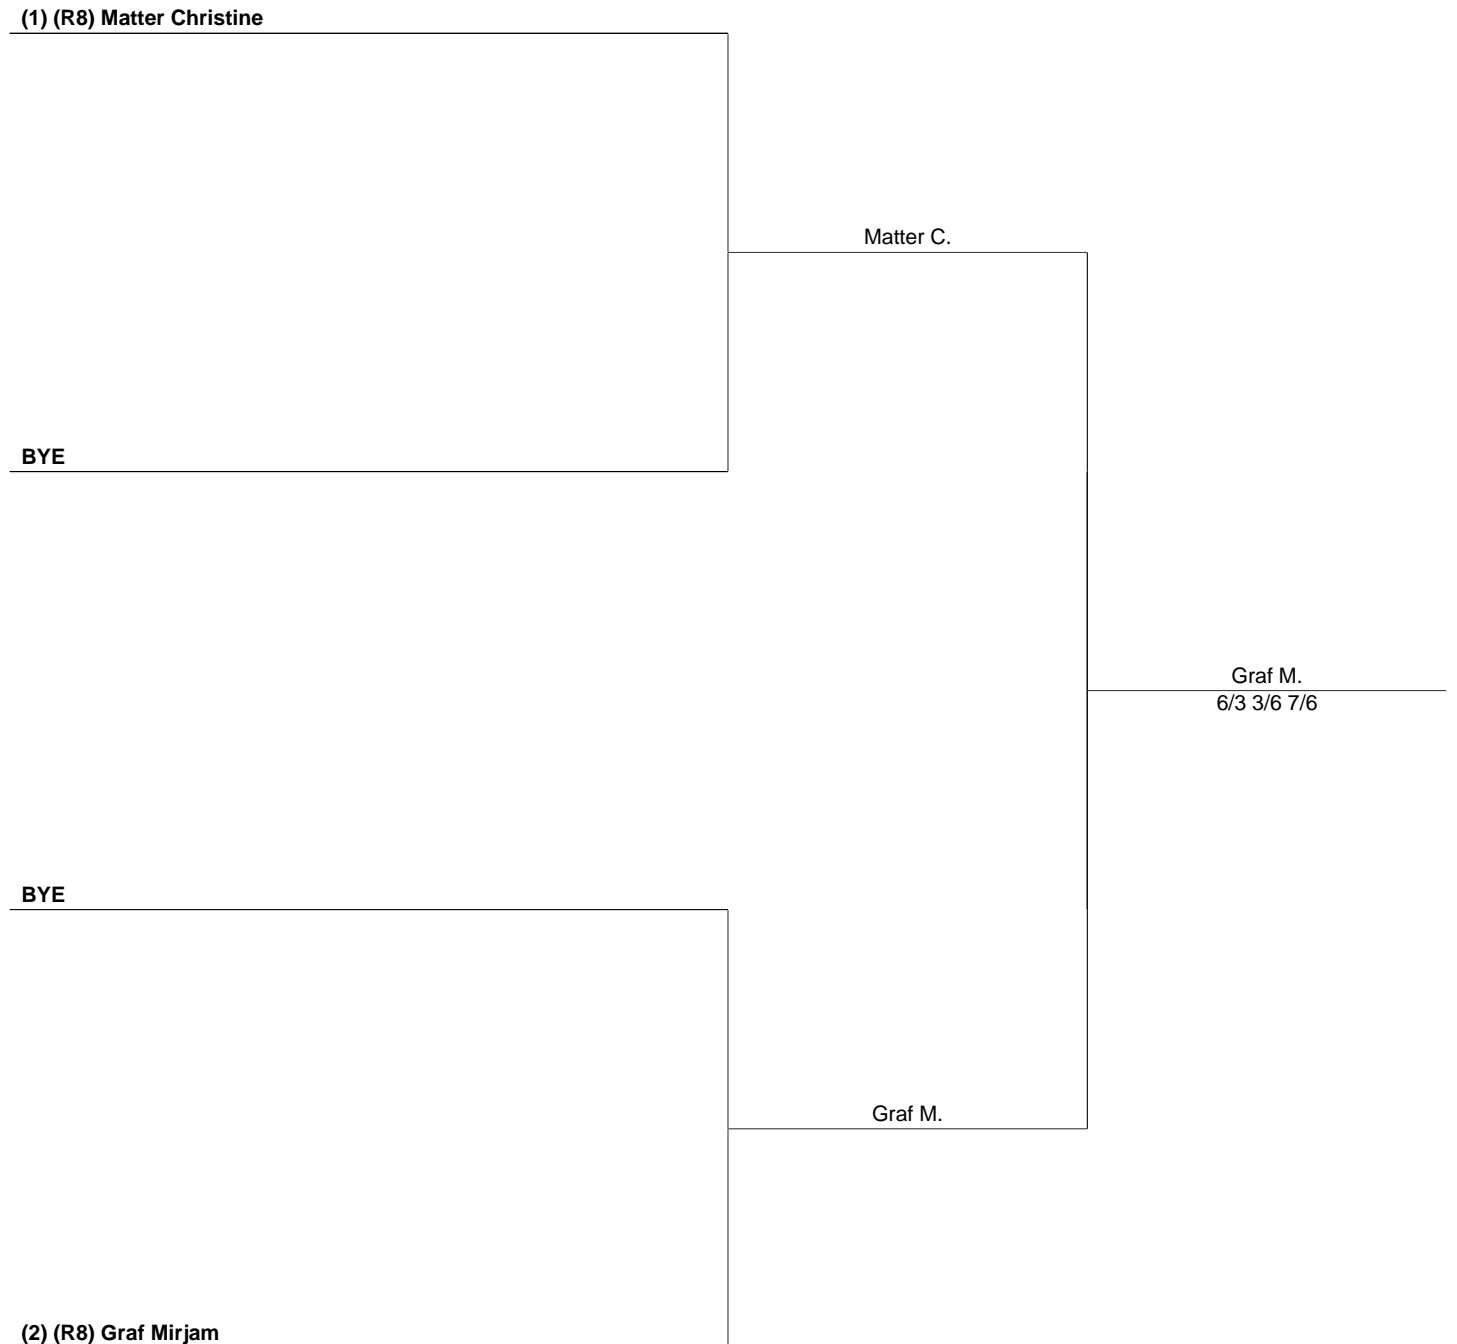 (1) (R8) Matter Christine
Matter C.
BYE
Graf M.
6/3 3/6 7/6
BYE
Graf M.
(2) (R8) Graf Mirjam